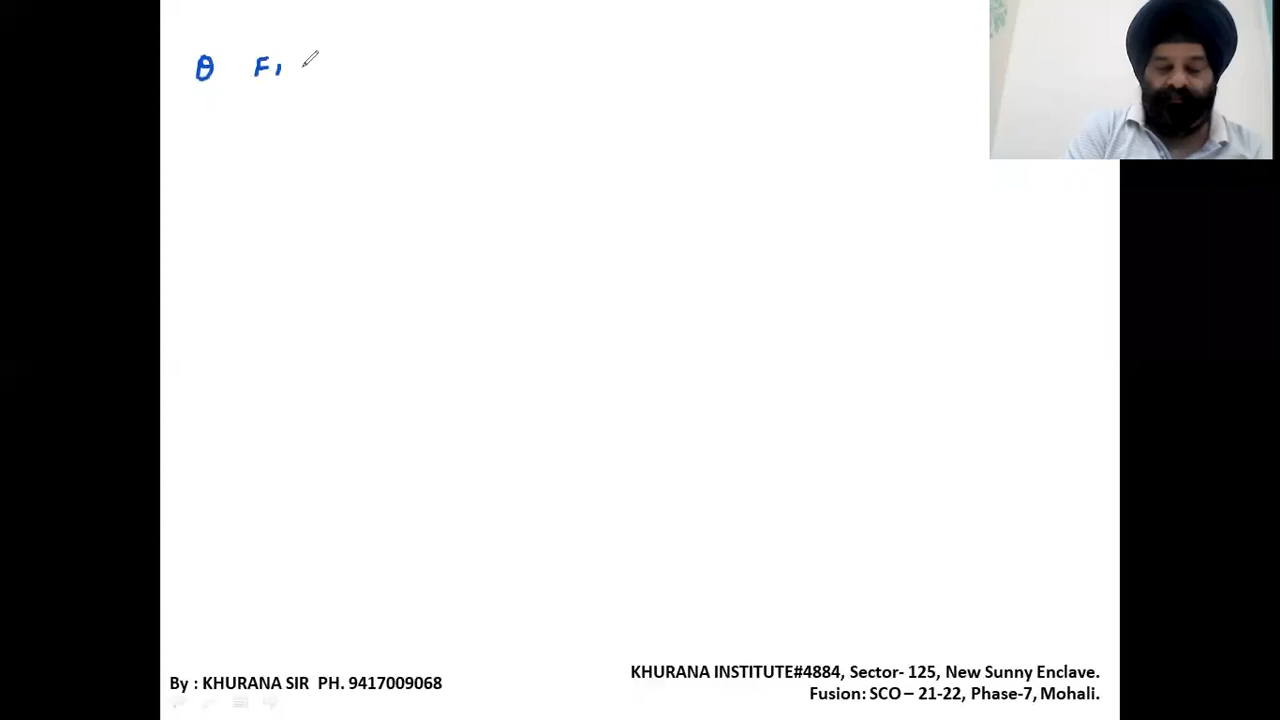 θ F1
By : KHURANA SIR PH. 9417009068
KHURANA INSTITUTE#4884, Sector- 125, New Sunny Enclave.
Fusion: SCO – 21-22, Phase-7, Mohali.